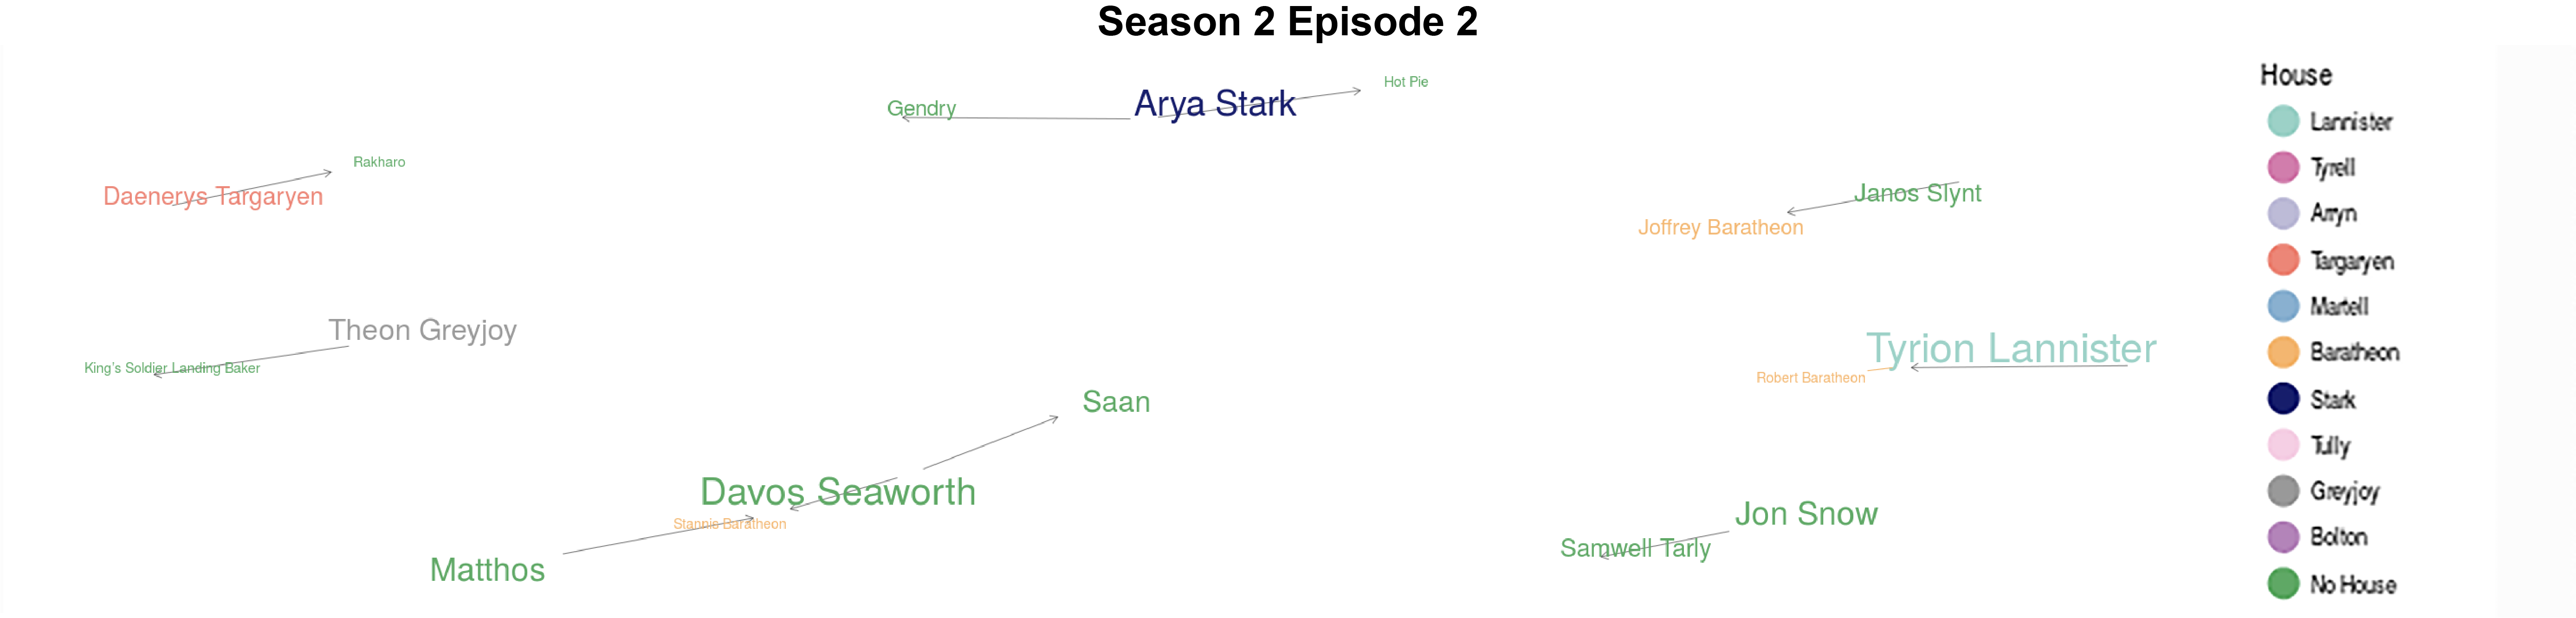 Season 2 Episode 2
Hot Pie
Arya Stark
Gendry
Rakharo
Daenerys Targaryen
Janos Slynt
Joffrey Baratheon
Theon Greyjoy
King's Soldier Landing Baker
Tyrion Lannister
Robert Baratheon
Saan
Davos Seaworth
Stannis Baratheon
Matthos
Jon Snow
Samwell Tarly
House
Lannister
Tyrell
Arryn
Targaryen
Martell
Baratheon
Stark
Tully
Greyjoy
Bolton
No House